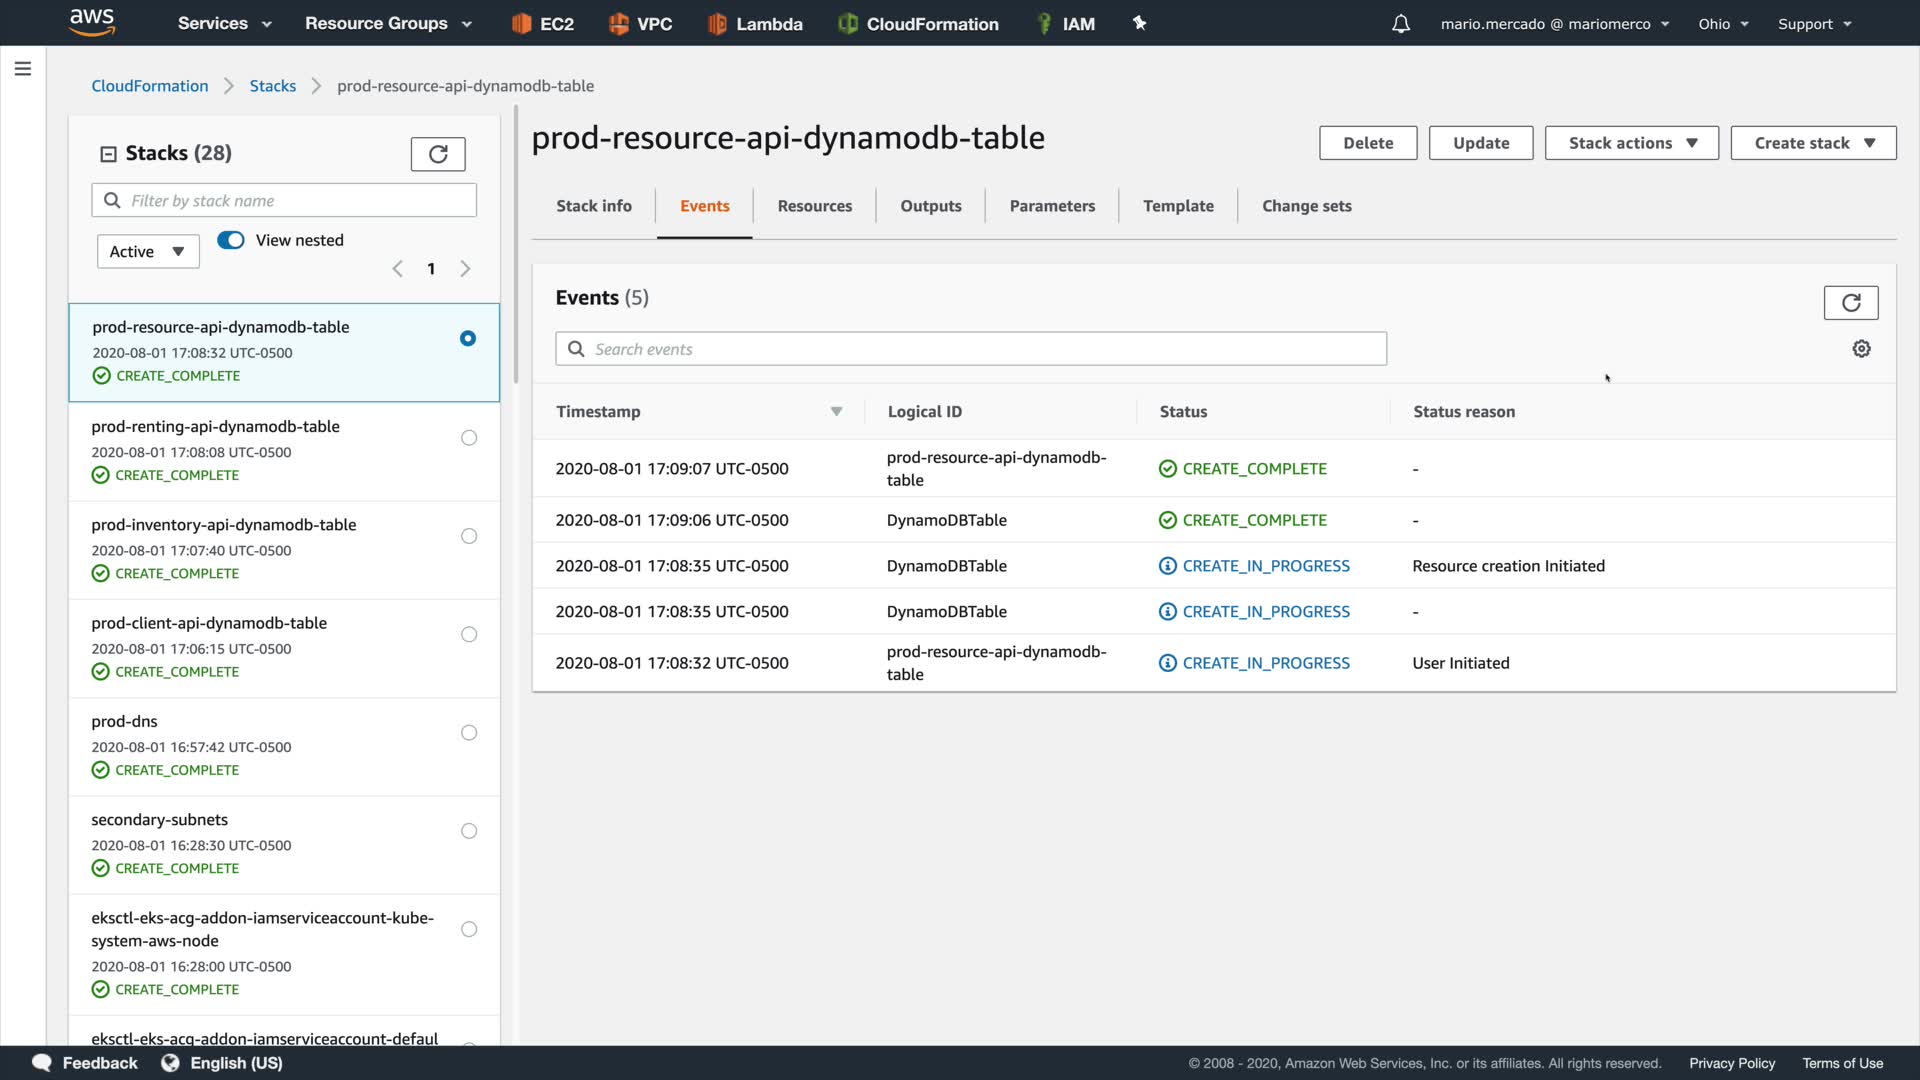 aws Services Resource Groups EC2 VPC Lambda CloudFormation IAM mario.mercado @ mariomerco Ohio Support
CloudFormation Stacks prod-resource-api-dynamodb-table
Stacks (28)
Filter by stack name
Active View nested
1
prod-resource-api-dynamodb-table
2020-08-01 17:08:32 UTC-0500
CREATE_COMPLETE
prod-renting-api-dynamodb-table
2020-08-01 17:08:08 UTC-0500
CREATE_COMPLETE
prod-inventory-api-dynamodb-table
2020-08-01 17:07:40 UTC-0500
CREATE_COMPLETE
prod-client-api-dynamodb-table
2020-08-01 17:06:15 UTC-0500
CREATE_COMPLETE
prod-dns
2020-08-01 16:57:42 UTC-0500
CREATE_COMPLETE
secondary-subnets
2020-08-01 16:28:30 UTC-0500
CREATE_COMPLETE
eksctl-eks-acg-addon-iamserviceaccount-kube-
system-aws-node
2020-08-01 16:28:00 UTC-0500
CREATE_COMPLETE
eksctl-eks-acg-addon-iamserviceaccount-defaul
prod-resource-api-dynamodb-table
Delete Update Stack actions Create stack
Stack info Events Resources Outputs Parameters Template Change sets
Events (5)
Search events
Timestamp Logical ID Status Status reason
2020-08-01 17:09:07 UTC-0500 prod-resource-api-dynamodb-
table CREATE_COMPLETE -
2020-08-01 17:09:06 UTC-0500 DynamoDBTable CREATE_COMPLETE -
2020-08-01 17:08:35 UTC-0500 DynamoDBTable CREATE_IN_PROGRESS Resource creation Initiated
2020-08-01 17:08:35 UTC-0500 DynamoDBTable CREATE_IN_PROGRESS -
2020-08-01 17:08:32 UTC-0500 prod-resource-api-dynamodb-
table CREATE_IN_PROGRESS User Initiated
Feedback English (US) © 2008 - 2020, Amazon Web Services, Inc. or its affiliates. All rights reserved. Privacy Policy Terms of Use